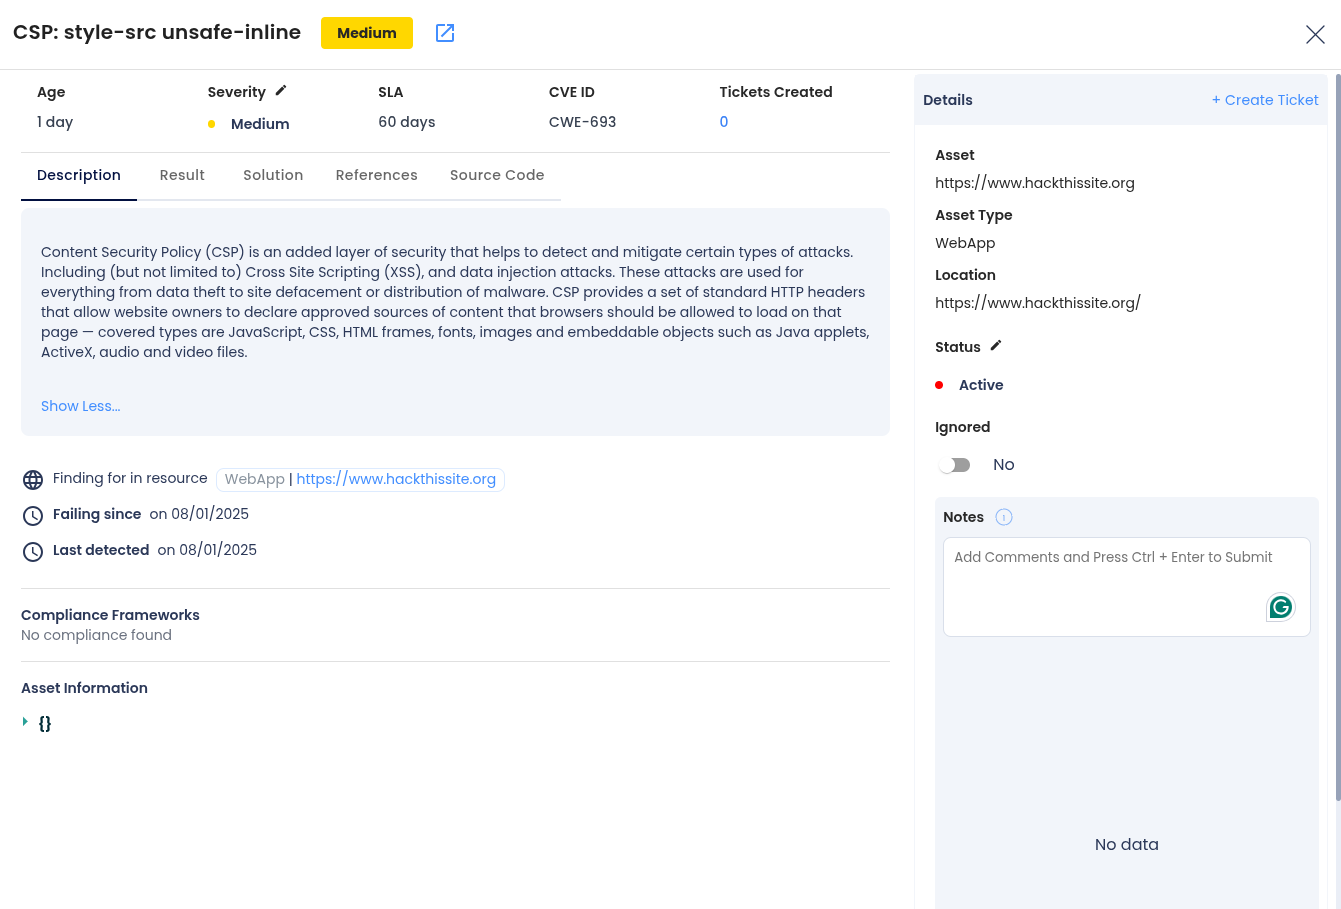 CSP: style-src unsafe-inline
Medium
Age
Severity
SLA
CVE ID
Tickets Created
1 day
Medium
60 days
CWE-693
0
Description
Result
Solution
References
Source Code
Content Security Policy (CSP) is an added layer of security that helps to detect and mitigate certain types of attacks.
Including (but not limited to) Cross Site Scripting (XSS), and data injection attacks. These attacks are used for
everything from data theft to site defacement or distribution of malware. CSP provides a set of standard HTTP headers
that allow website owners to declare approved sources of content that browsers should be allowed to load on that
page — covered types are JavaScript, CSS, HTML frames, fonts, images and embeddable objects such as Java applets,
ActiveX, audio and video files.
Show Less...
Finding for in resource WebApp | https://www.hackthissite.org
Failing since on 08/01/2025
Last detected on 08/01/2025
Compliance Frameworks
No compliance found
Asset Information
{}
Details
+ Create Ticket
Asset
https://www.hackthissite.org
Asset Type
WebApp
Location
https://www.hackthissite.org/
Status
Active
Ignored
No
Notes
Add Comments and Press Ctrl + Enter to Submit
No data